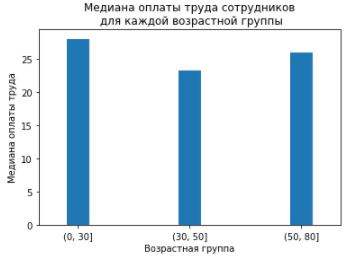 Медиана оплаты труда сотрудников
для каждой возрастной группы
Медиана оплаты труда
25
20
15
10
5
0
(0, 30]
(30, 50]
(50, 80]
Возрастная группа